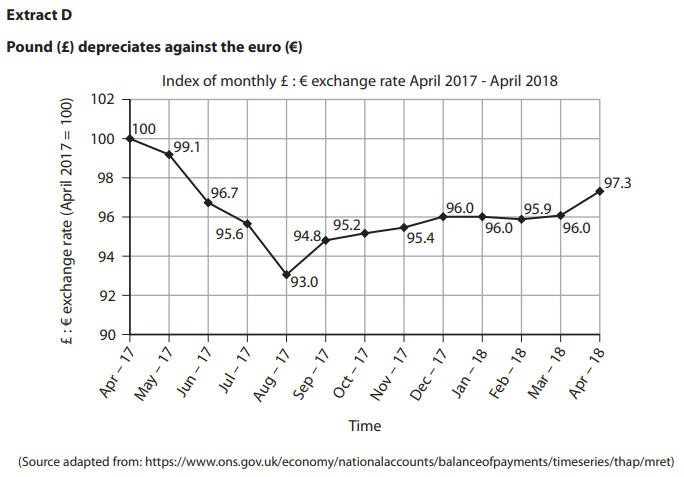 Extract D
Pound (£) depreciates against the euro (€)
Index of monthly £ : € exchange rate April 2017 - April 2018
£ : € exchange rate (April 2017 = 100)
102
100
98
96
94
92
90
100
99.1
96.7
95.6
93.0
94.8
95.2
95.4
96.0
96.0
95.9
96.0
97.3
Apr – 17
May – 17
Jun – 17
Jul – 17
Aug – 17
Sep – 17
Oct – 17
Nov – 17
Dec – 17
Jan – 18
Feb – 18
Mar – 18
Apr – 18
Time
(Source adapted from: https://www.ons.gov.uk/economy/nationalaccounts/balanceofpayments/timeseries/thap/mret)